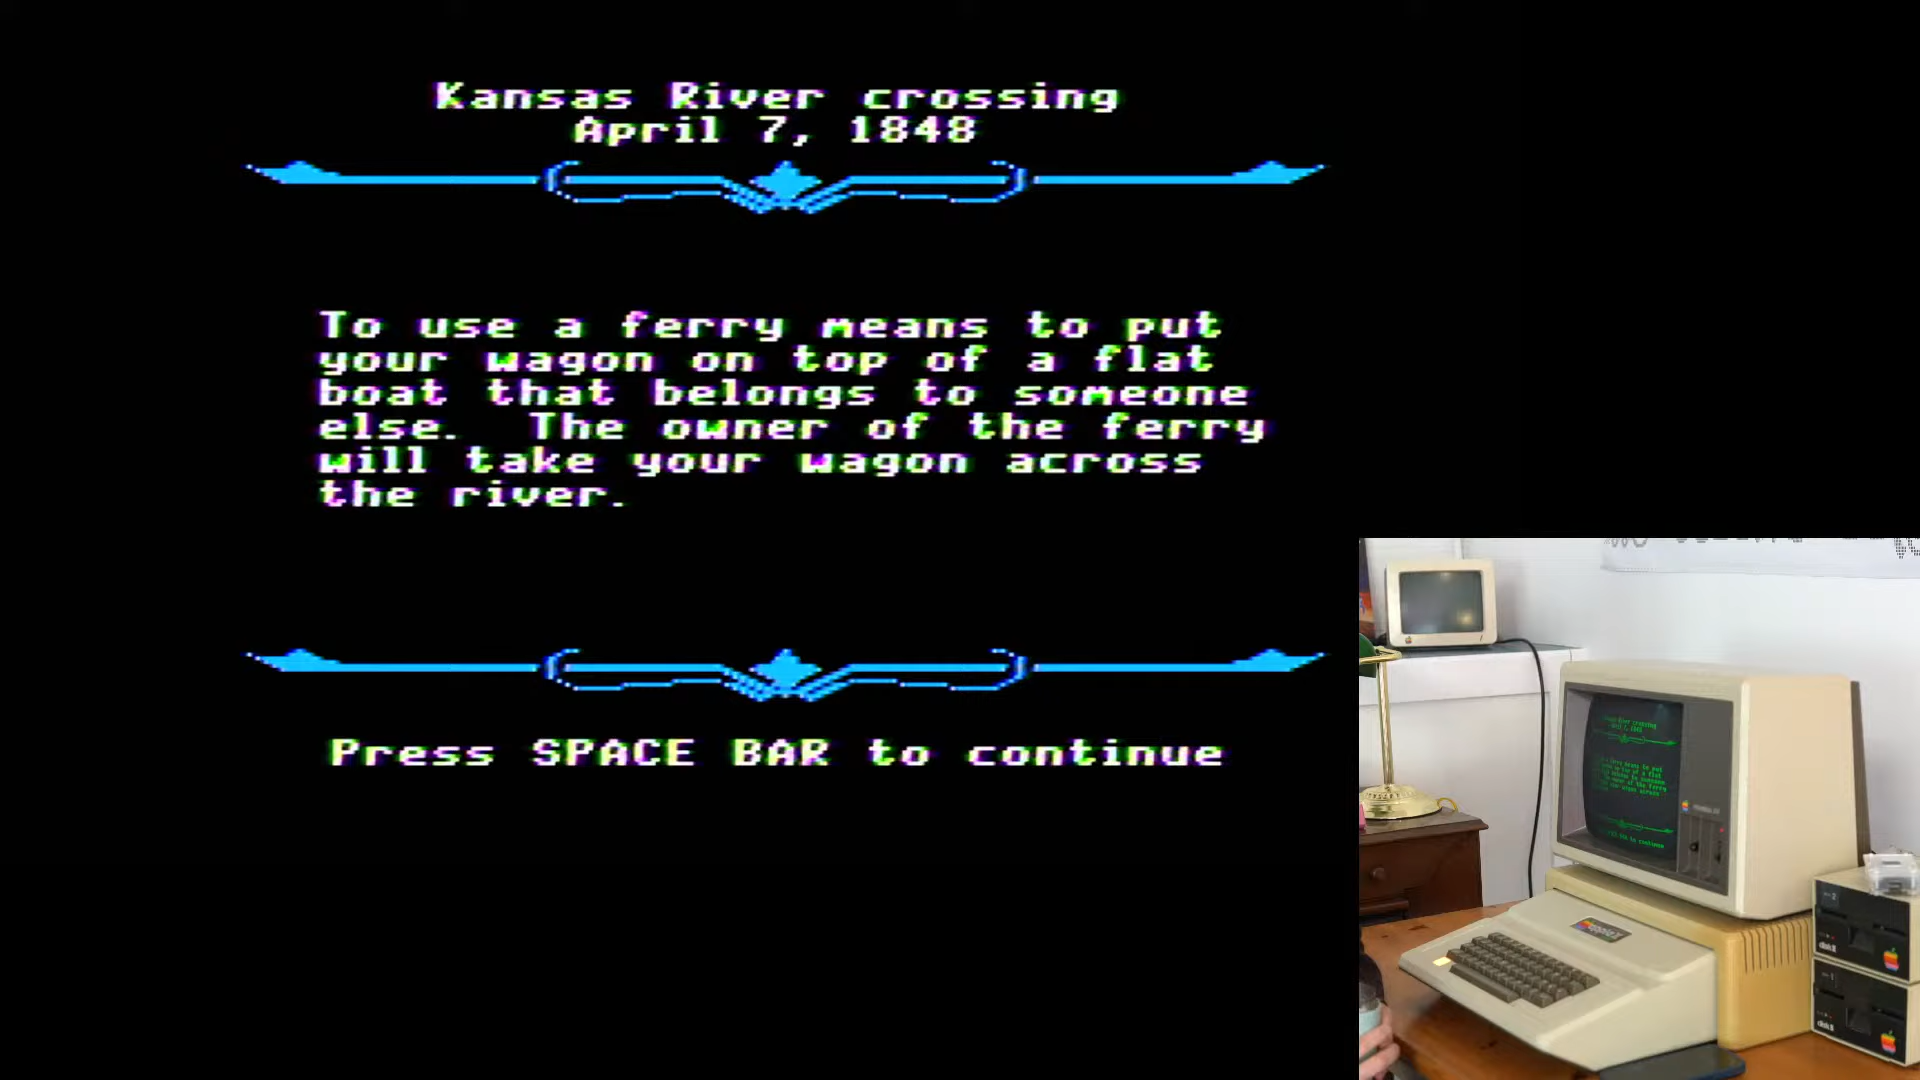 Kansas River crossing
April 7, 1848
To use a ferry means to put
your wagon on top of a flat
boat that belongs to someone
else.  The owner of the ferry
will take your wagon across
the river.
Press SPACE BAR to continue